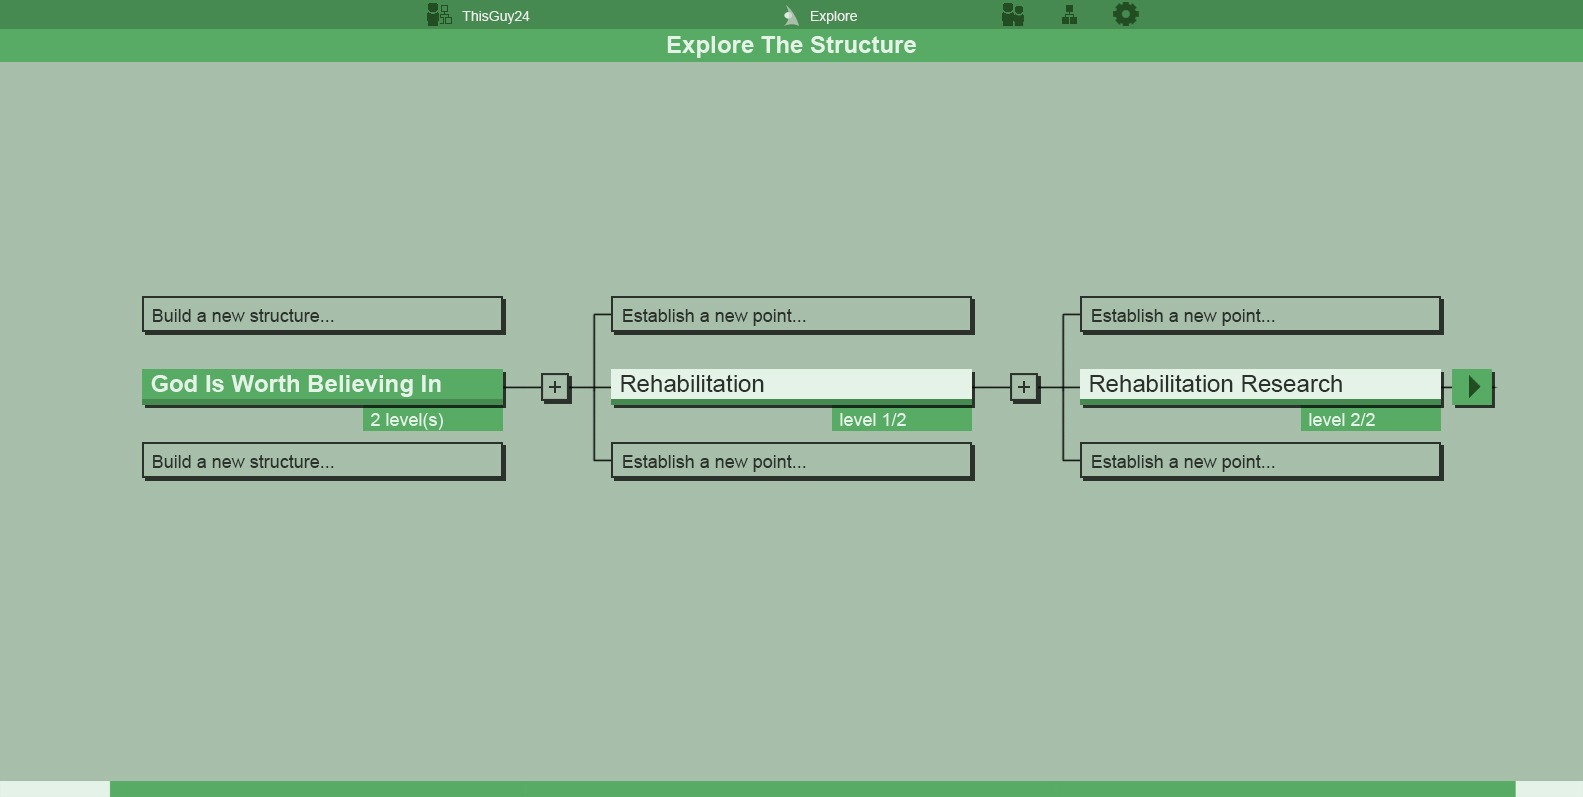 ThisGuy24
Explore
Explore The Structure
Build a new structure...
Establish a new point...
Establish a new point...
God Is Worth Believing In
Rehabilitation
Rehabilitation Research
2 level(s)
level 1/2
level 2/2
Build a new structure...
Establish a new point...
Establish a new point...